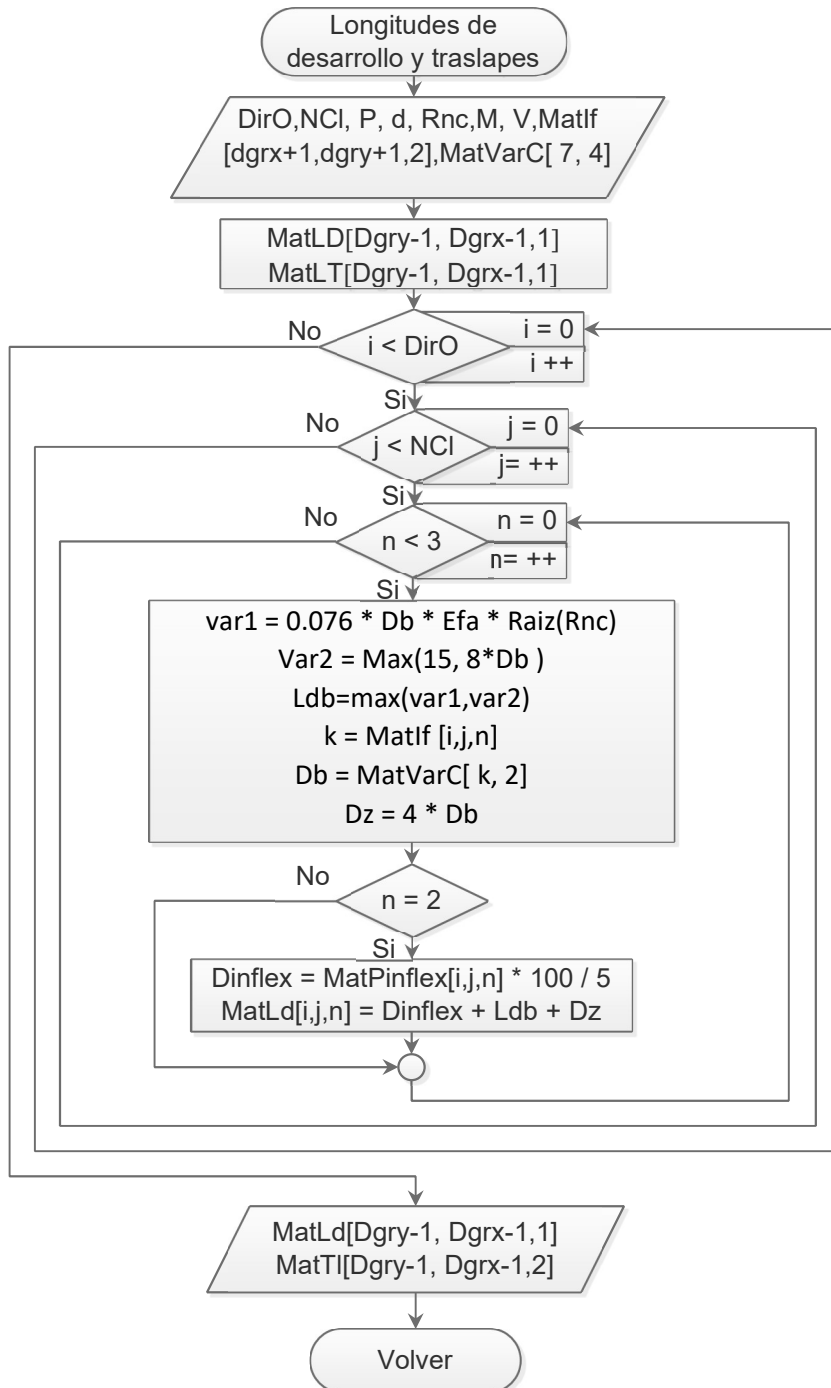 Longitudes de
desarrollo y traslapes
DirO,NCl, P, d, Rnc,M, V,MatIf
[dgrx+1,dgry+1,2],MatVarC[ 7, 4]
MatLD[Dgry-1, Dgrx-1,1]
MatLT[Dgry-1, Dgrx-1,1]
No
i < DirO
i = 0
i ++
Si
No
j < NCl
j = 0
j= ++
Si
No
n < 3
n = 0
n= ++
Si
var1 = 0.076 * Db * Efa * Raiz(Rnc)
Var2 = Max(15, 8*Db )
Ldb=max(var1,var2)
k = MatIf [i,j,n]
Db = MatVarC[ k, 2]
Dz = 4 * Db
No
n = 2
Si
Dinflex = MatPinflex[i,j,n] * 100 / 5
MatLd[i,j,n] = Dinflex + Ldb + Dz
MatLd[Dgry-1, Dgrx-1,1]
MatTl[Dgry-1, Dgrx-1,2]
Volver